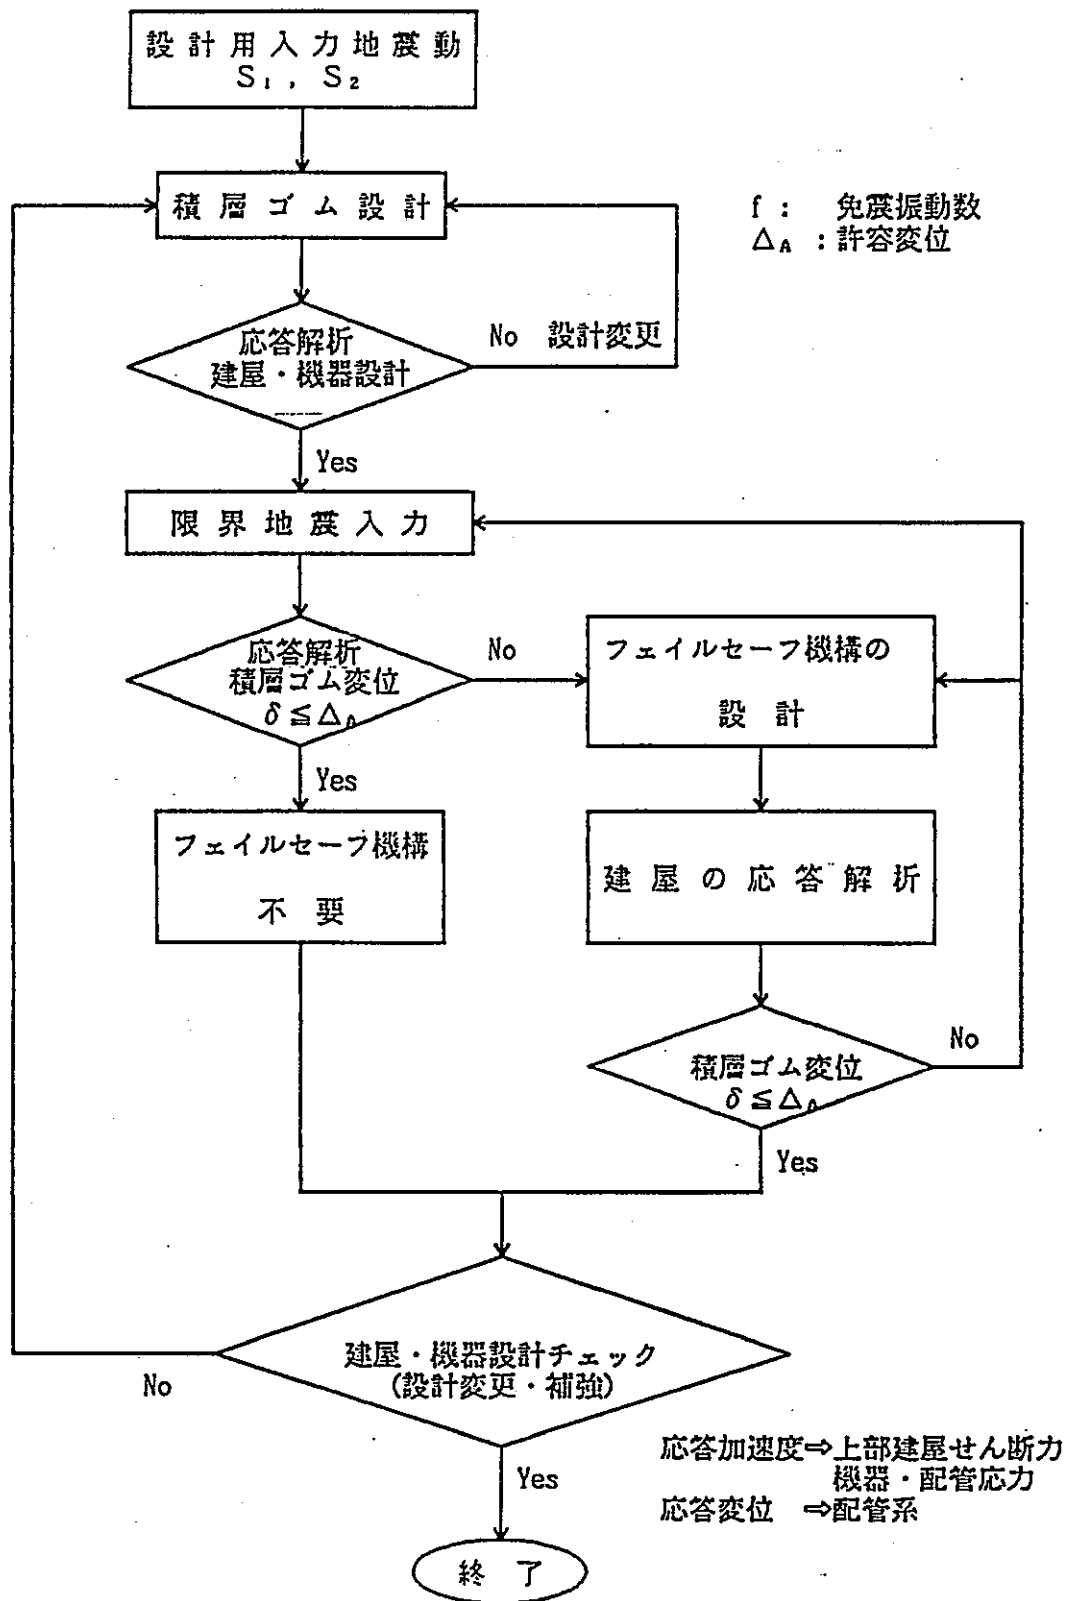 設計用入力地震動
S₁, S₂
積層ゴム設計
f : 免震振動数
△A : 許容変位
応答解析
建屋・機器設計
No 設計変更
Yes
限界地震入力
応答解析
積層ゴム変位
δ≦△A
No
フェイルセーフ機構の
設計
Yes
フェイルセーフ機構
不要
建屋の応答解析
積層ゴム変位
δ≦△A
No
Yes
建屋・機器設計チェック
(設計変更・補強)
No
Yes
応答加速度⇒上部建屋せん断力
機器・配管応力
応答変位 ⇒配管系
終了